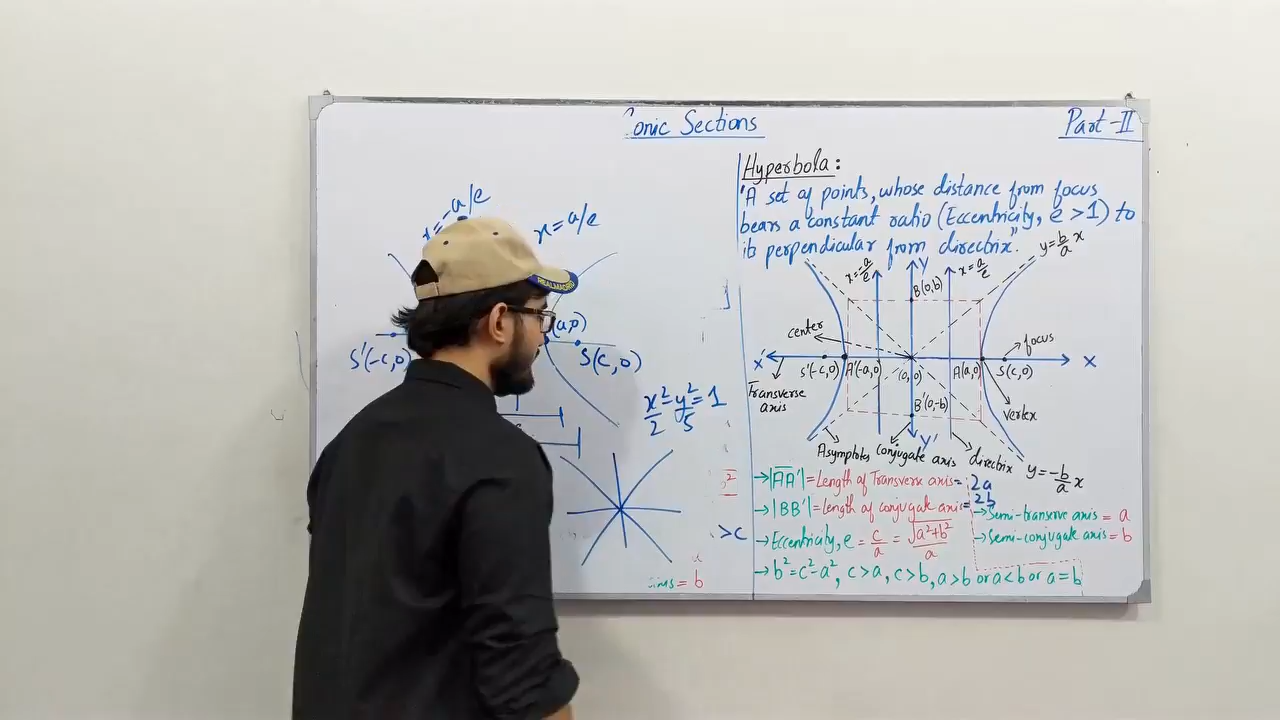 Conic Sections
Part-II
x=-a/e
x=a/e
(a,0)
S'(-c,0)
S(c,0)
x²/2-y²/5=1
>c
= b
REALMADRID
Hyperbola:
"A set of points, whose distance from focus
bears a constant ratio (Eccentricity, e >1) to
its perpendicular from directrix".
y=b/a x
x=-a/e
Y
x=a/e
B(0,b)
center
focus
X'
S'(-c,0)
A'(-a,0)
(0,0)
A(a,0)
S(c,0)
X
Transverse
axis
B'(0,-b)
vertex
Y'
Asymptotes
conjugate axis
directrix
y=-b/a x
→|AA'|=Length of Transverse axis= 2a
→|BB'|=length of conjugate axis= 2b
→Semi-transerve axis= a
→Eccentricity, e = c/a = √a²+b²/a
→Semi-conjugate axis= b
→b²=c²-a², c>a, c>b, a>b or a<b or a=b